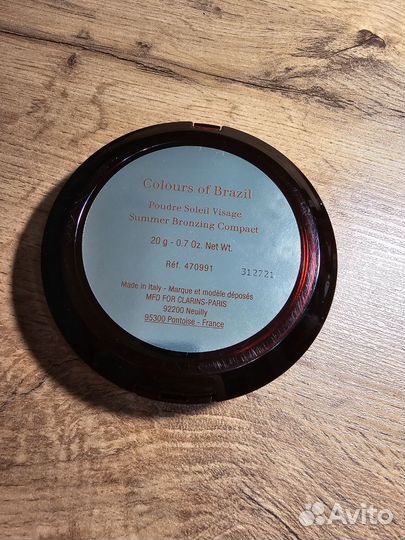 Colours of Brazil
Poudre Soleil Visage
Summer Bronzing Compact
20 g - 0.7 Oz. Net Wt.
Réf. 470991
312721
Made in Italy - Marque et modèle déposés
MFD FOR CLARINS-PARIS
92200 Neuilly
95300 Pontoise - France
Avito